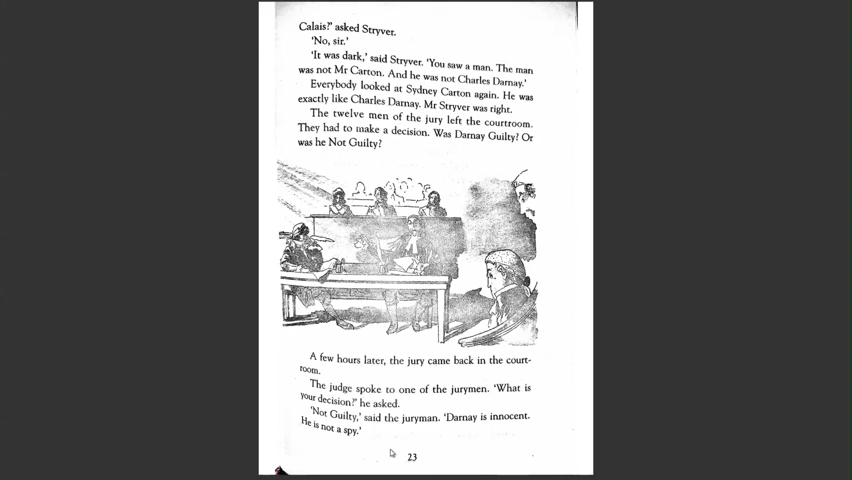 Calais?' asked Stryver.
'No, sir.'
'It was dark,' said Stryver. 'You saw a man. The man
was not Mr Carton. And he was not Charles Darnay.'
Everybody looked at Sydney Carton again. He was
exactly like Charles Darnay. Mr Stryver was right.
The twelve men of the jury left the courtroom.
They had to make a decision. Was Darnay Guilty? Or
was he Not Guilty?
A few hours later, the jury came back in the court-
room.
The judge spoke to one of the jurymen. 'What is
your decision?' he asked.
'Not Guilty,' said the juryman. 'Darnay is innocent.
He is not a spy.'
23